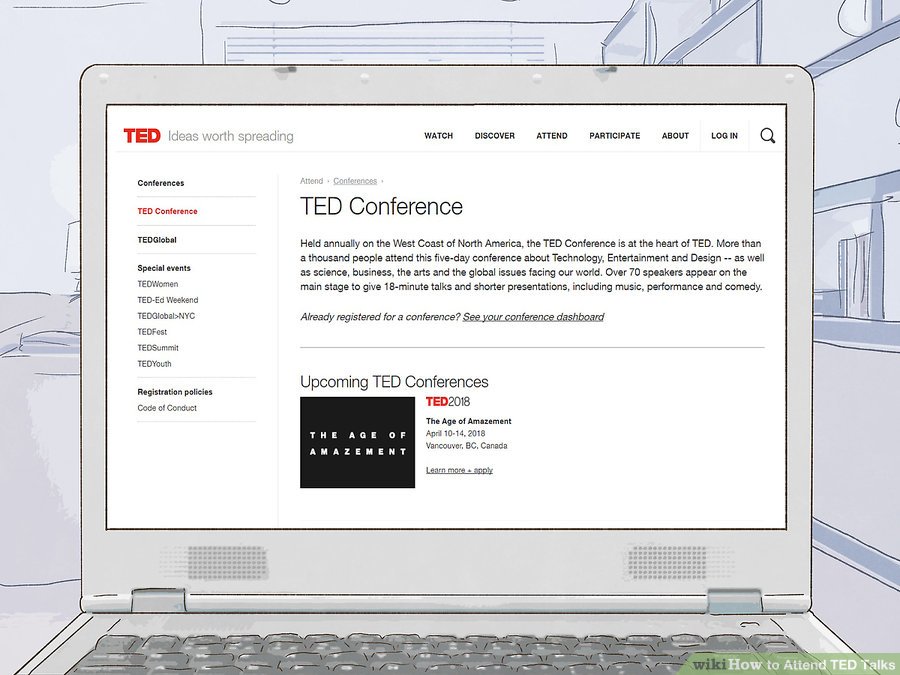 TED Ideas worth spreading
WATCH DISCOVER ATTEND PARTICIPATE ABOUT LOG IN
Conferences
TED Conference
TEDGlobal
Special events
TEDWomen
TED-Ed Weekend
TEDGlobal>NYC
TEDFest
TEDSummit
TEDYouth
Registration policies
Code of Conduct
Attend · Conferences ·
TED Conference
Held annually on the West Coast of North America, the TED Conference is at the heart of TED. More than
a thousand people attend this five-day conference about Technology, Entertainment and Design -- as well
as science, business, the arts and the global issues facing our world. Over 70 speakers appear on the
main stage to give 18-minute talks and shorter presentations, including music, performance and comedy.
Already registered for a conference? See your conference dashboard
Upcoming TED Conferences
THE AGE OF
AMAZEMENT
TED2018
The Age of Amazement
April 10-14, 2018
Vancouver, BC, Canada
Learn more + apply
wikiHow to Attend TED Talks